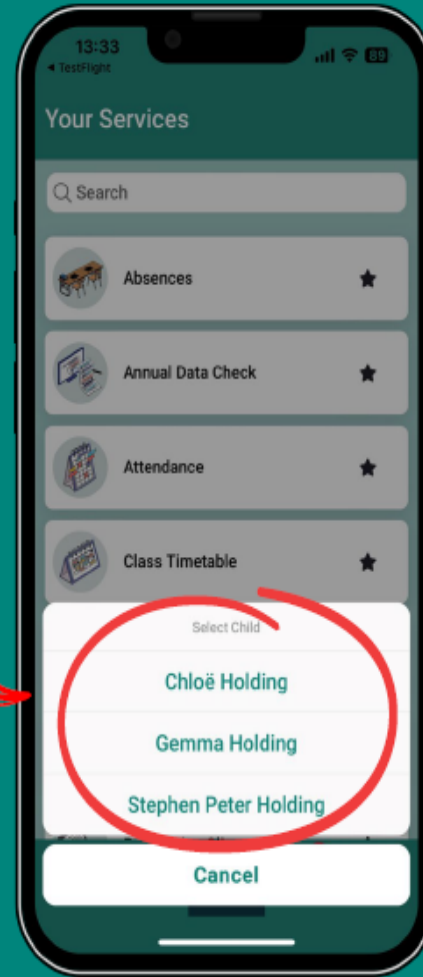 13:33
89
◀ TestFlight
Your Services
Search
Absences
Annual Data Check
Attendance
Class Timetable
Select Child
Chloë Holding
Gemma Holding
Stephen Peter Holding
Cancel